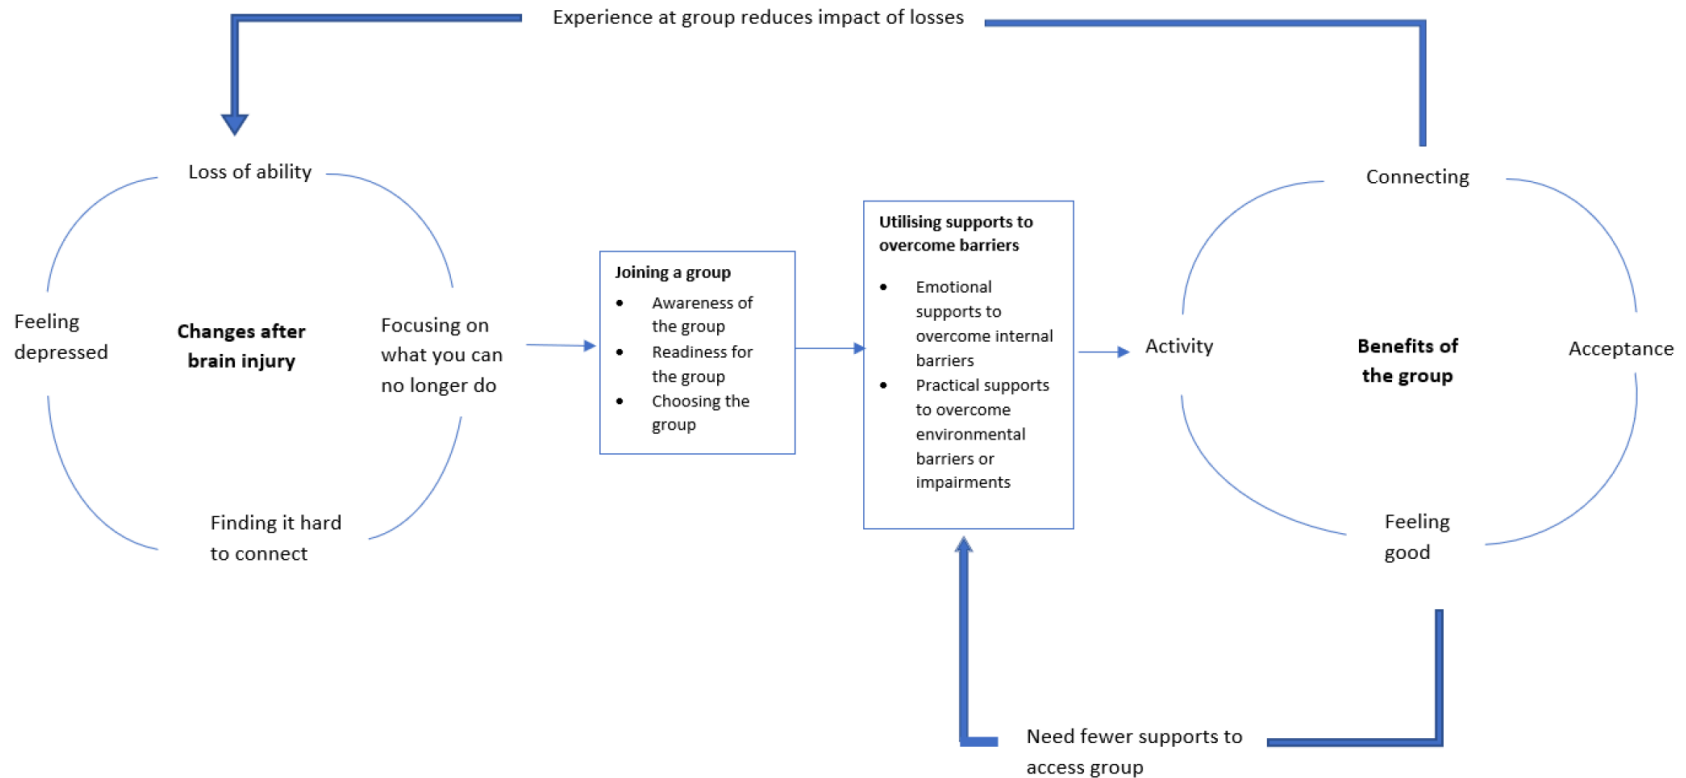 Experience at group reduces impact of losses
Loss of ability
Feeling
depressed
Changes after
brain injury
Focusing on
what you can
no longer do
Finding it hard
to connect
Joining a group
• Awareness of
the group
• Readiness for
the group
• Choosing the
group
Utilising supports to
overcome barriers
• Emotional
supports to
overcome internal
barriers
• Practical supports
to overcome
environmental
barriers or
impairments
Connecting
Activity
Benefits of
the group
Acceptance
Feeling
good
Need fewer supports to
access group